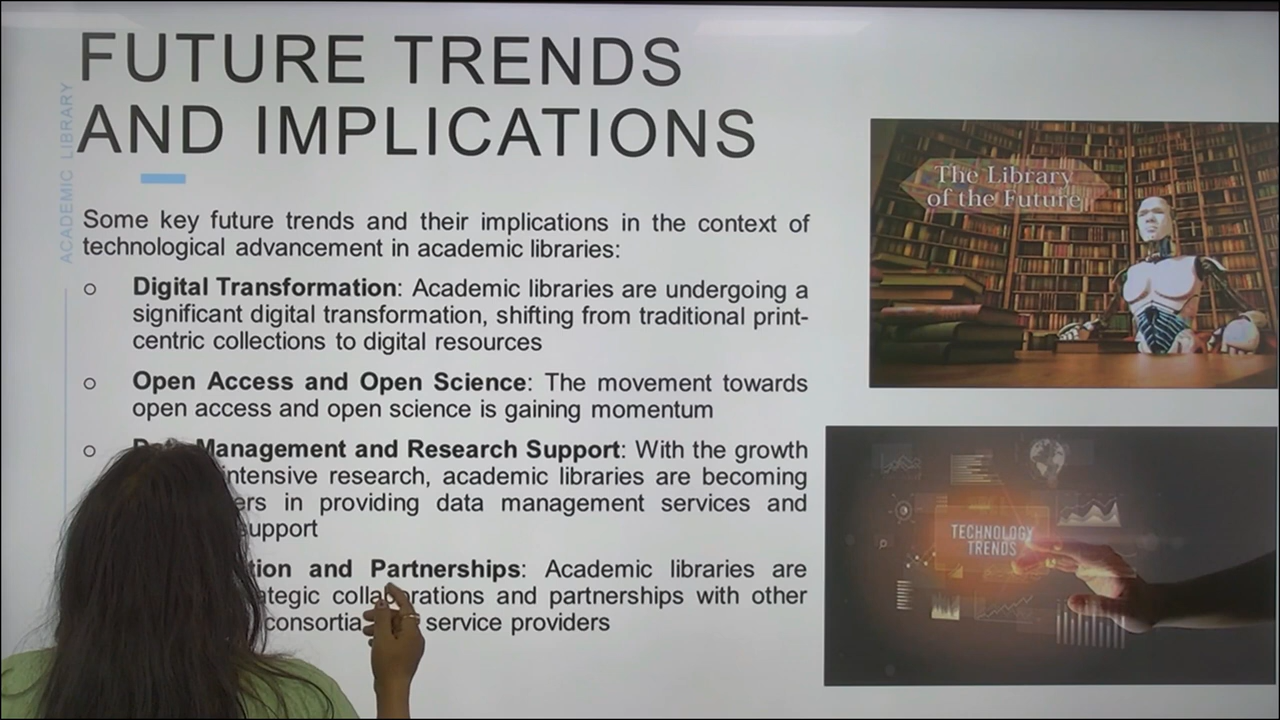 FUTURE TRENDS
AND IMPLICATIONS
ACADEMIC LIBRARY
Some key future trends and their implications in the context of
technological advancement in academic libraries:
Digital Transformation: Academic libraries are undergoing a
significant digital transformation, shifting from traditional print-
centric collections to digital resources
Open Access and Open Science: The movement towards
open access and open science is gaining momentum
Management and Research Support: With the growth
intensive research, academic libraries are becoming
in providing data management services and
support
and Partnerships: Academic libraries are
collaborations and partnerships with other
consortia service providers
The Library
of the Future
TECHNOLOGY
TRENDS